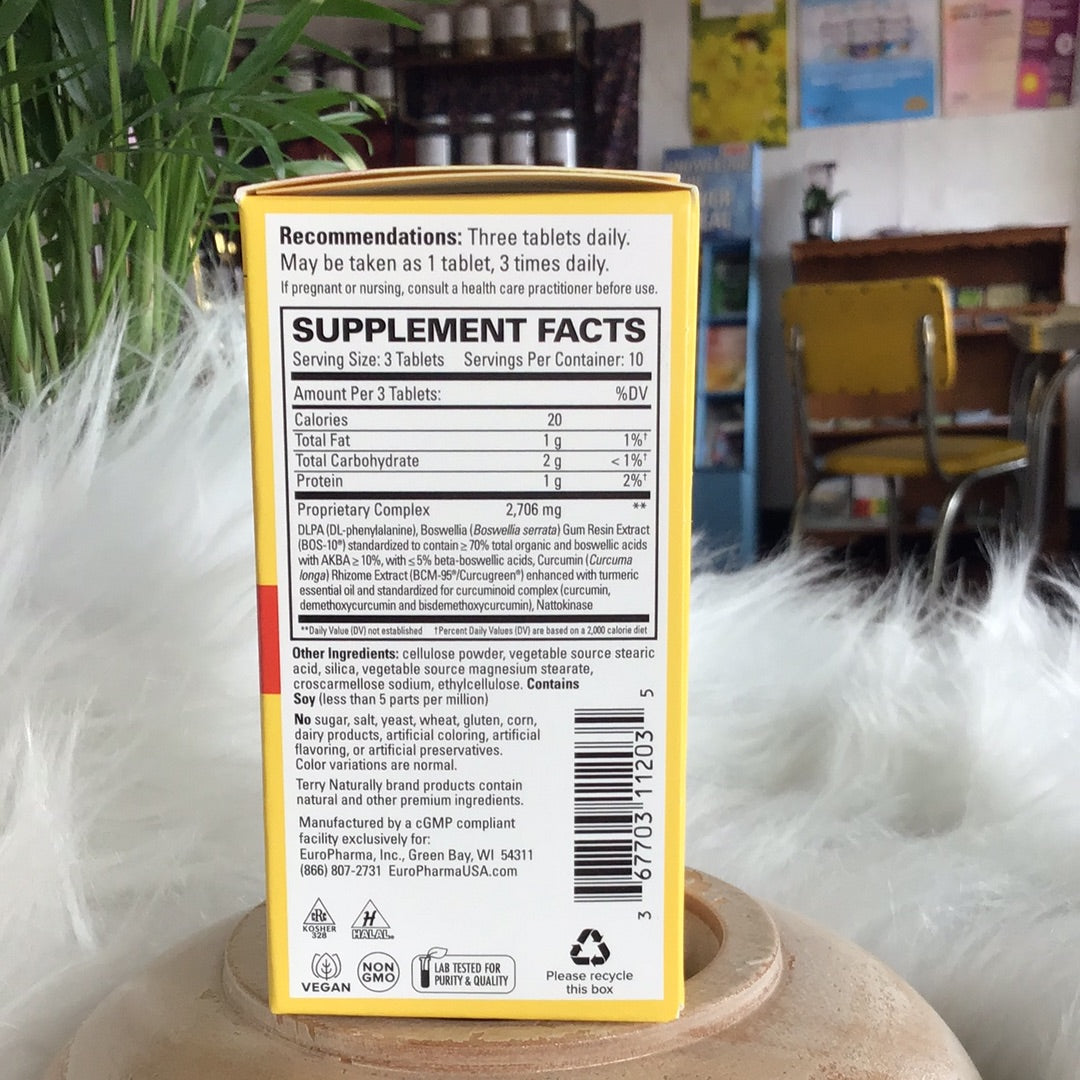 Recommendations: Three tablets daily.
May be taken as 1 tablet, 3 times daily.
If pregnant or nursing, consult a health care practitioner before use.
SUPPLEMENT FACTS
Serving Size: 3 Tablets Servings Per Container: 10
Amount Per 3 Tablets: %DV
Calories 20
Total Fat 1 g 1%†
Total Carbohydrate 2 g <1%†
Protein 1 g 2%†
Proprietary Complex 2,706 mg **
DLPA (DL-phenylalanine), Boswellia (Boswellia serrata) Gum Resin Extract
(BOS-10®) standardized to contain ≥ 70% total organic and boswellic acids
with AKBA ≥ 10%, with ≤ 5% beta-boswellic acids, Curcumin (Curcuma
longa) Rhizome Extract (BCM-95®/Curcugreen®) enhanced with turmeric
essential oil and standardized for curcuminoid complex (curcumin,
demethoxycurcumin and bisdemethoxycurcumin), Nattokinase
**Daily Value (DV) not established †Percent Daily Values (DV) are based on a 2,000 calorie diet
Other Ingredients: cellulose powder, vegetable source stearic
acid, silica, vegetable source magnesium stearate,
croscarmellose sodium, ethylcellulose. Contains
Soy (less than 5 parts per million)
No sugar, salt, yeast, wheat, gluten, corn,
dairy products, artificial coloring, artificial
flavoring, or artificial preservatives.
Color variations are normal.
Terry Naturally brand products contain
natural and other premium ingredients.
Manufactured by a cGMP compliant
facility exclusively for:
EuroPharma, Inc., Green Bay, WI 54311
(866) 807-2731 EuroPharmaUSA.com
3 67703 11203 5
CRC
KOSHER
328
H
HALAL
VEGAN
NON
GMO
LAB TESTED FOR
PURITY & QUALITY
Please recycle
this box